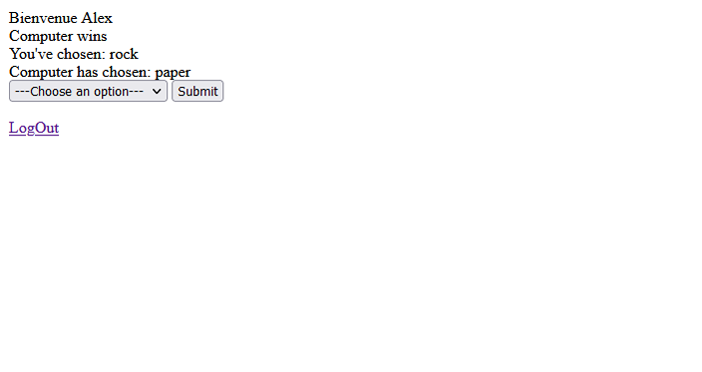 Bienvenue Alex
Computer wins
You've chosen: rock
Computer has chosen: paper
---Choose an option--- Submit
LogOut